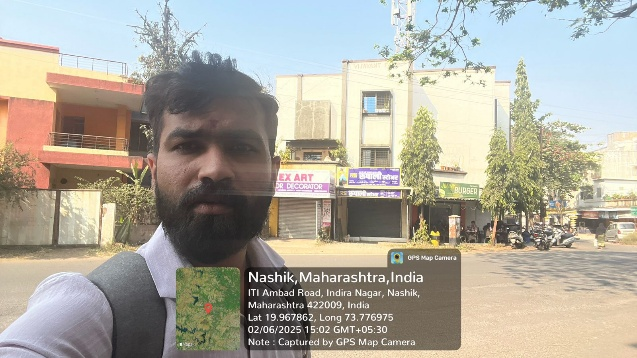 EX ART
OR DECORATOR
BURGER
GPS Map Camera
Nashik,Maharashtra,India
ITI Ambad Road, Indira Nagar, Nashik,
Maharashtra 422009, India
Lat 19.967862, Long 73.776975
02/06/2025 15:02 GMT+05:30
Note : Captured by GPS Map Camera